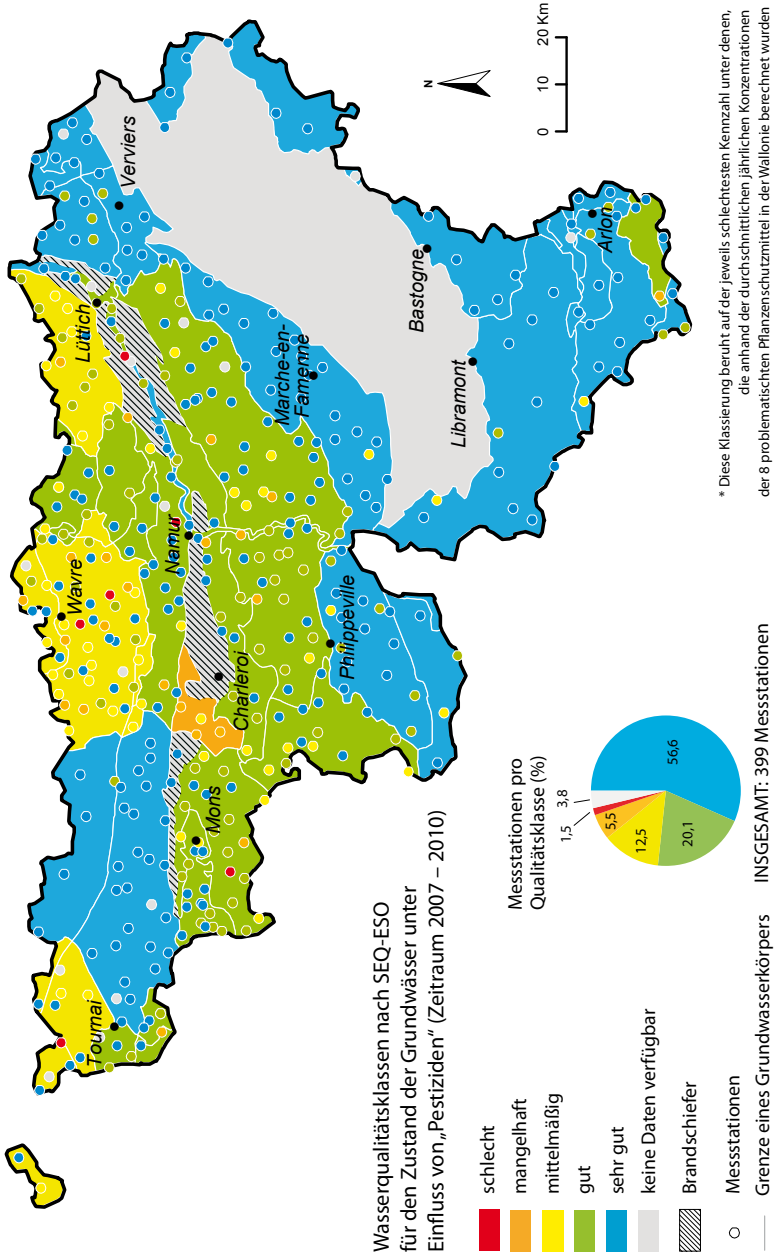 Wasserqualitätsklassen nach SEQ-ESO
für den Zustand der Grundwässer unter
Einfluss von „Pestiziden“ (Zeitraum 2007 – 2010)
schlecht
mangelhaft
mittelmäßig
gut
sehr gut
keine Daten verfügbar
Brandschiefer
Messstationen
Grenze eines Grundwasserkörpers
Messstationen pro
Qualitätsklasse (%)
3,8
1,5
5,5
12,5
20,1
56,6
INSGESAMT: 399 Messstationen
Tournai
Mons
Charleroi
Wavre
Namur
Philippeville
Lüttich
Verviers
Marche-en-
Famenne
Bastogne
Libramont
Arlon
N
0
10
20 Km
* Diese Klassierung beruht auf der jeweils schlechtesten Kennzahl unter denen,
die anhand der durchschnittlichen jährlichen Konzentrationen
der 8 problematischten Pflanzenschutzmittel in der Wallonie berechnet wurden